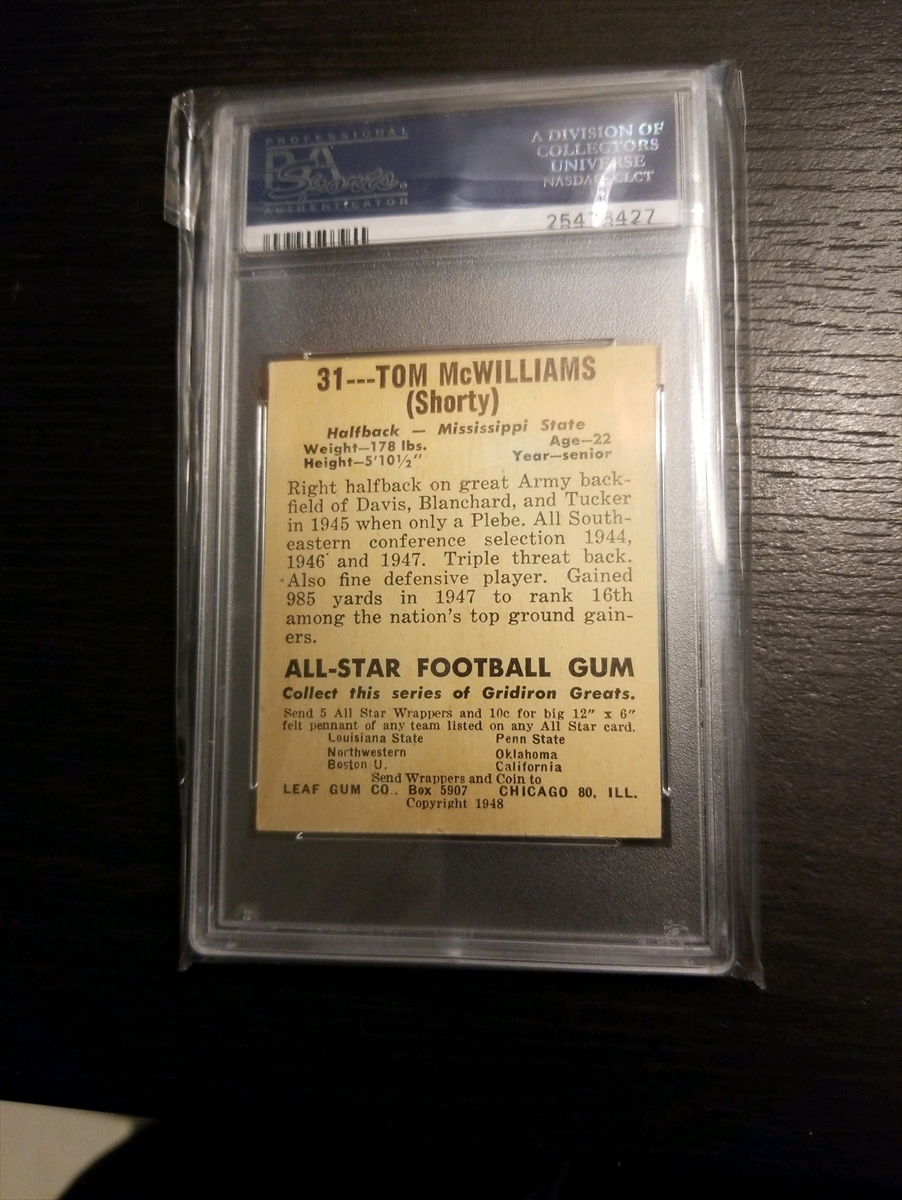 PROFESSIONAL
PSA
Sports
AUTHENTICATOR
A DIVISION OF
COLLECTORS
UNIVERSE
31---TOM McWILLIAMS
(Shorty)
Halfback — Mississippi State
Weight—178 lbs. Age—22
Height—5'10½" Year—senior
Right halfback on great Army back-
field of Davis, Blanchard, and Tucker
in 1945 when only a Plebe. All South-
eastern conference selection 1944,
1946 and 1947. Triple threat back.
Also fine defensive player. Gained
985 yards in 1947 to rank 16th
among the nation's top ground gain-
ers.
ALL-STAR FOOTBALL GUM
Collect this series of Gridiron Greats.
Send 5 All Star Wrappers and 10c for big 12" x 6"
felt pennant of any team listed on any All Star card.
Louisiana State Penn State
Northwestern Oklahoma
Boston U. California
Send Wrappers and Coin to
LEAF GUM CO., Box 5907 CHICAGO 80, ILL.
Copyright 1948